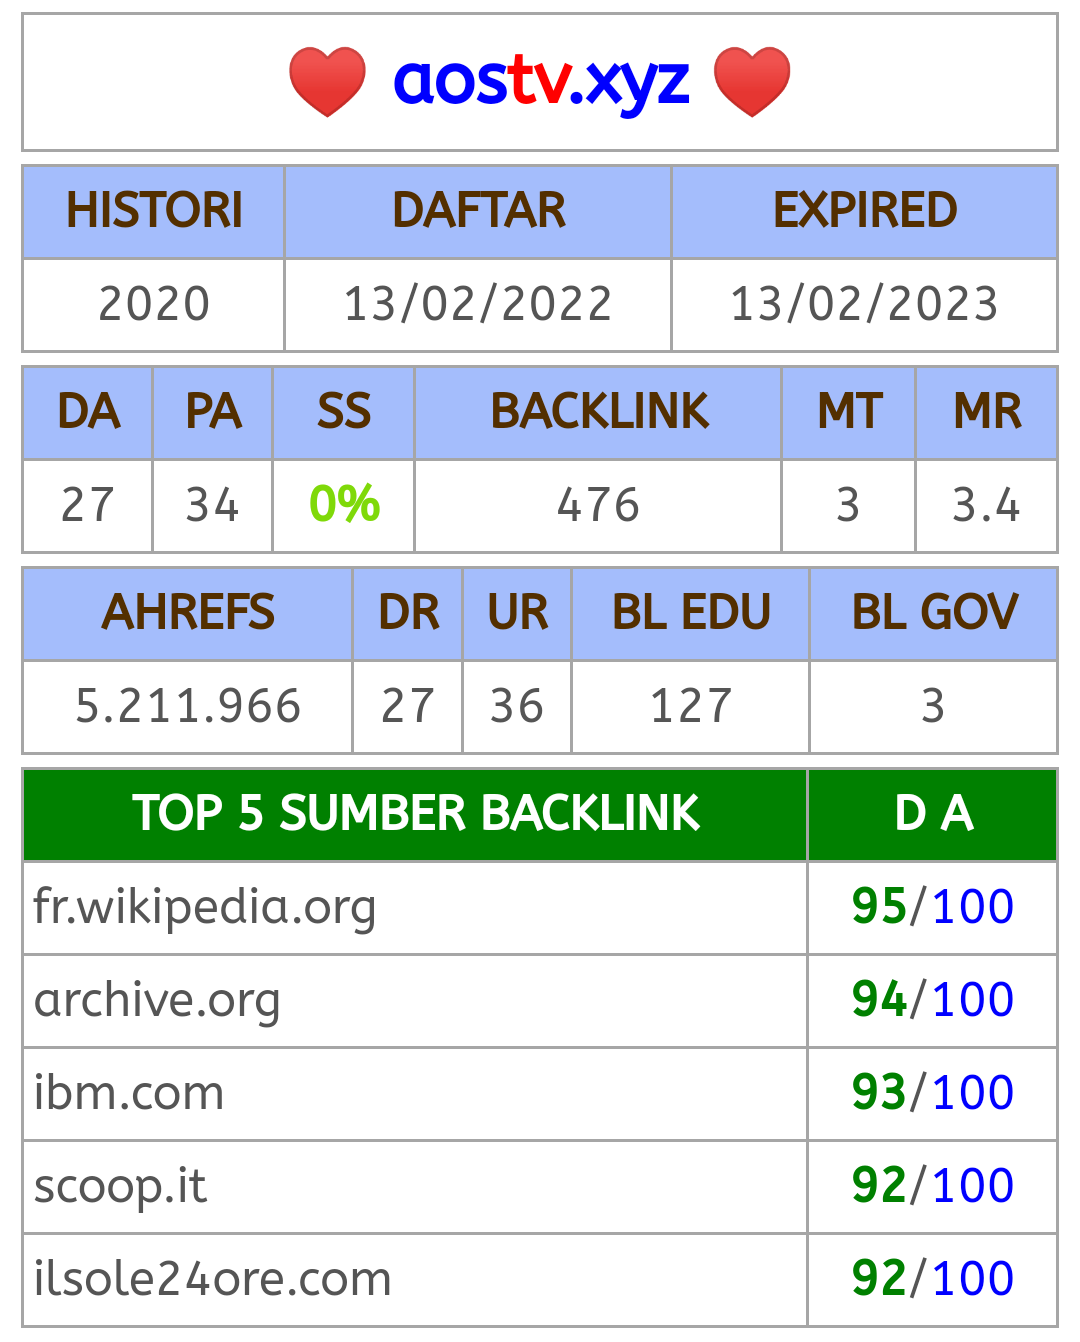 ♥ aostv.xyz ♥
HISTORI DAFTAR EXPIRED
2020 13/02/2022 13/02/2023
DA PA SS BACKLINK MT MR
27 34 0% 476 3 3.4
AHREFS DR UR BL EDU BL GOV
5.211.966 27 36 127 3
TOP 5 SUMBER BACKLINK D A
fr.wikipedia.org 95/100
archive.org 94/100
ibm.com 93/100
scoop.it 92/100
ilsole24ore.com 92/100